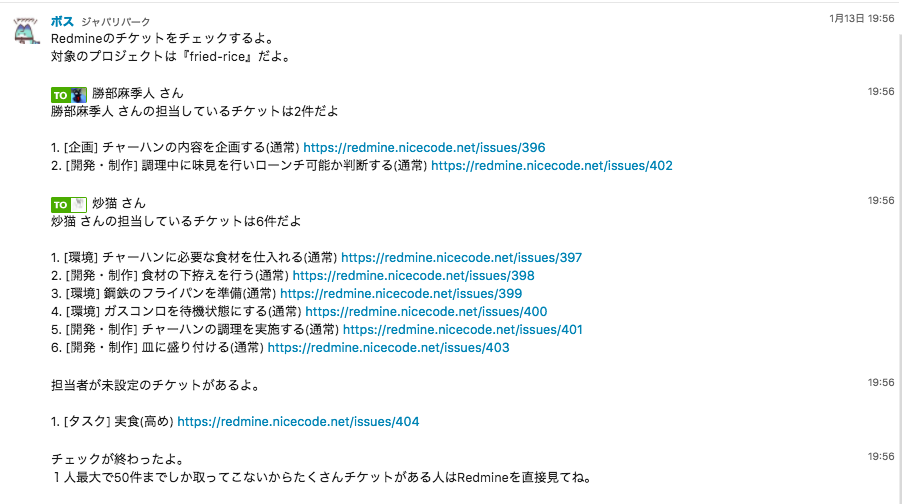 ボス ジャパリパーク 1月13日 19:56
Redmineのチケットをチェックするよ。
対象のプロジェクトは『fried-rice』だよ。
TO 勝部麻季人 さん 19:56
勝部麻季人 さんの担当しているチケットは2件だよ
1. [企画] チャーハンの内容を企画する(通常) https://redmine.nicecode.net/issues/396
2. [開発・制作] 調理中に味見を行いローンチ可能か判断する(通常) https://redmine.nicecode.net/issues/402
TO 炒猫 さん 19:56
炒猫 さんの担当しているチケットは6件だよ
1. [環境] チャーハンに必要な食材を仕入れる(通常) https://redmine.nicecode.net/issues/397
2. [開発・制作] 食材の下拵えを行う(通常) https://redmine.nicecode.net/issues/398
3. [環境] 鋼鉄のフライパンを準備(通常) https://redmine.nicecode.net/issues/399
4. [環境] ガスコンロを待機状態にする(通常) https://redmine.nicecode.net/issues/400
5. [開発・制作] チャーハンの調理を実施する(通常) https://redmine.nicecode.net/issues/401
6. [開発・制作] 皿に盛り付ける(通常) https://redmine.nicecode.net/issues/403
担当者が未設定のチケットがあるよ。 19:56
1. [タスク] 実食(高め) https://redmine.nicecode.net/issues/404
チェックが終わったよ。 19:56
１人最大で50件までしか取ってこないからたくさんチケットがある人はRedmineを直接見てね。